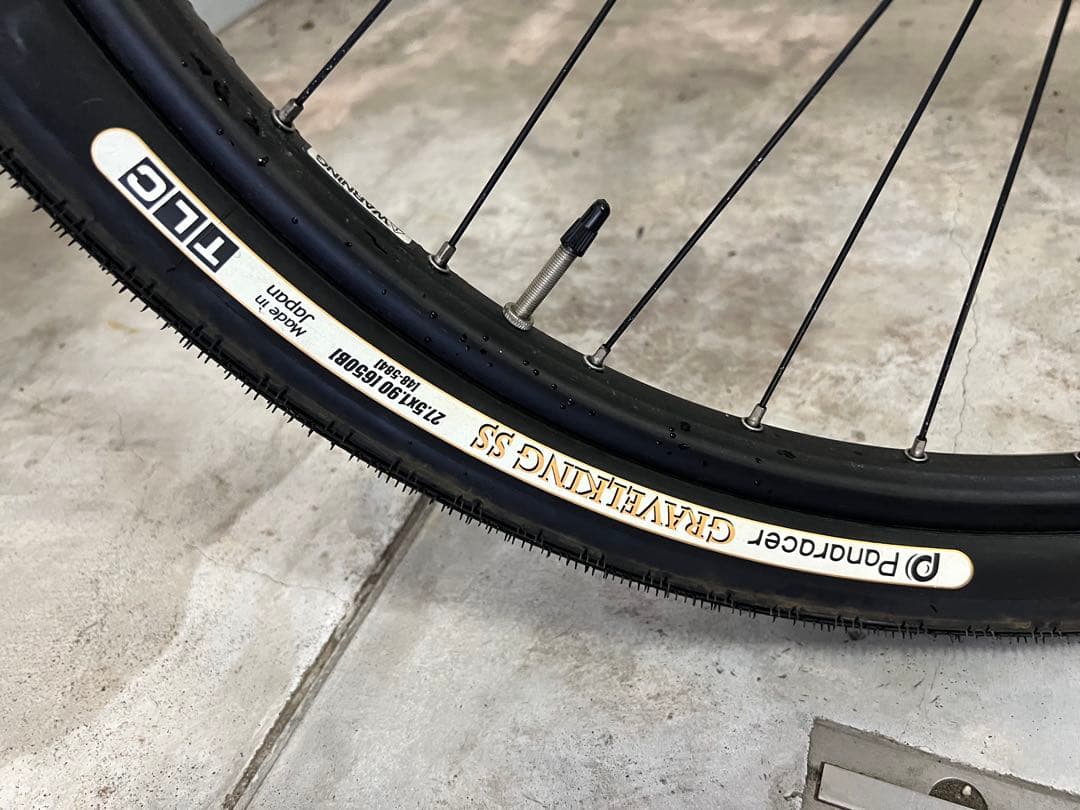 Panaracer GRAVELKING SS
27.5x1.90 [650B]
[48-584]
Made in
Japan
TLC
⚠WARNING